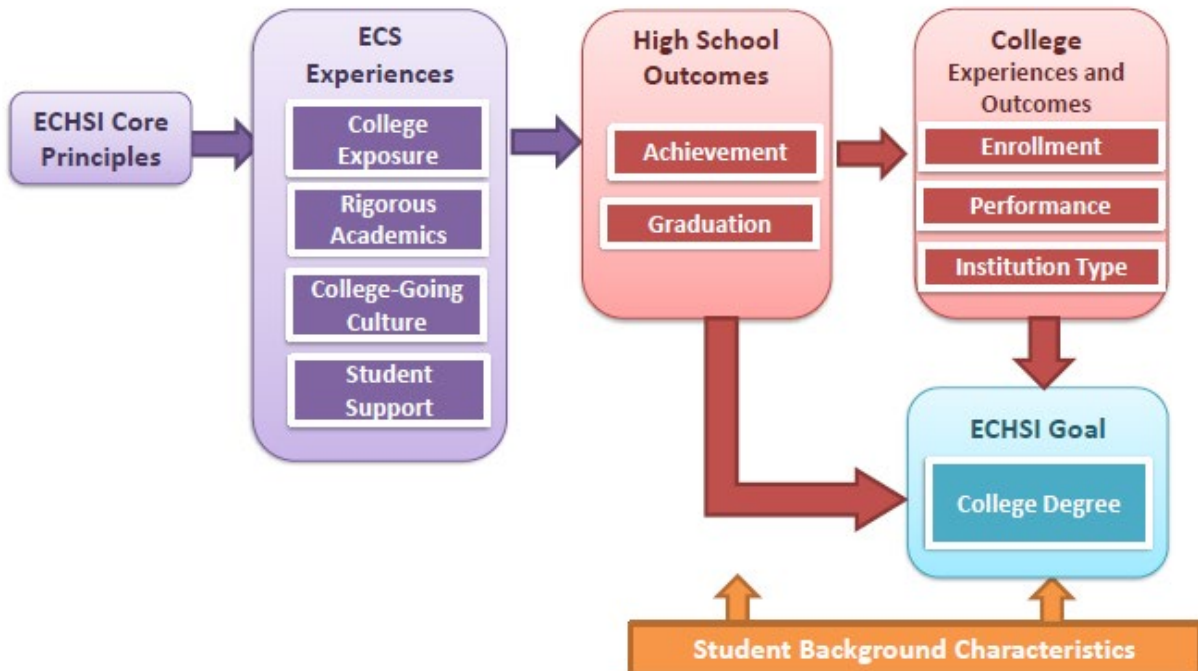 ECHSI Core
Principles
ECS
Experiences
College
Exposure
Rigorous
Academics
College-Going
Culture
Student
Support
High School
Outcomes
Achievement
Graduation
College
Experiences and
Outcomes
Enrollment
Performance
Institution Type
ECHSI Goal
College Degree
Student Background Characteristics